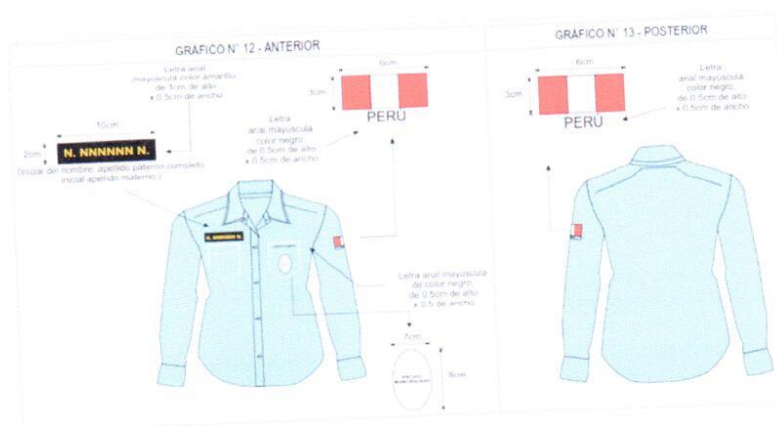 GRÁFICO N° 12 - ANTERIOR
Letra arial
mayúscula color amarillo
de 1cm de alto
x 0.5cm de ancho
10cm
2cm
N. NNNNNN N.
(Inicial del nombre, apellido paterno completo
inicial apellido materno.)
6cm
3cm
PERU
Letra
arial mayúscula
color negro
de 0.5cm de alto
x 0.5cm de ancho
N. NNNNNN N.
Letra arial mayúscula
de color negro
de 0.5cm de alto
x 0.5 de ancho
7cm
8cm
GRÁFICO N° 13 - POSTERIOR
6cm
3cm
PERU
Letra
arial mayúscula
color negro
de 0.5cm de alto
x 0.5cm de ancho